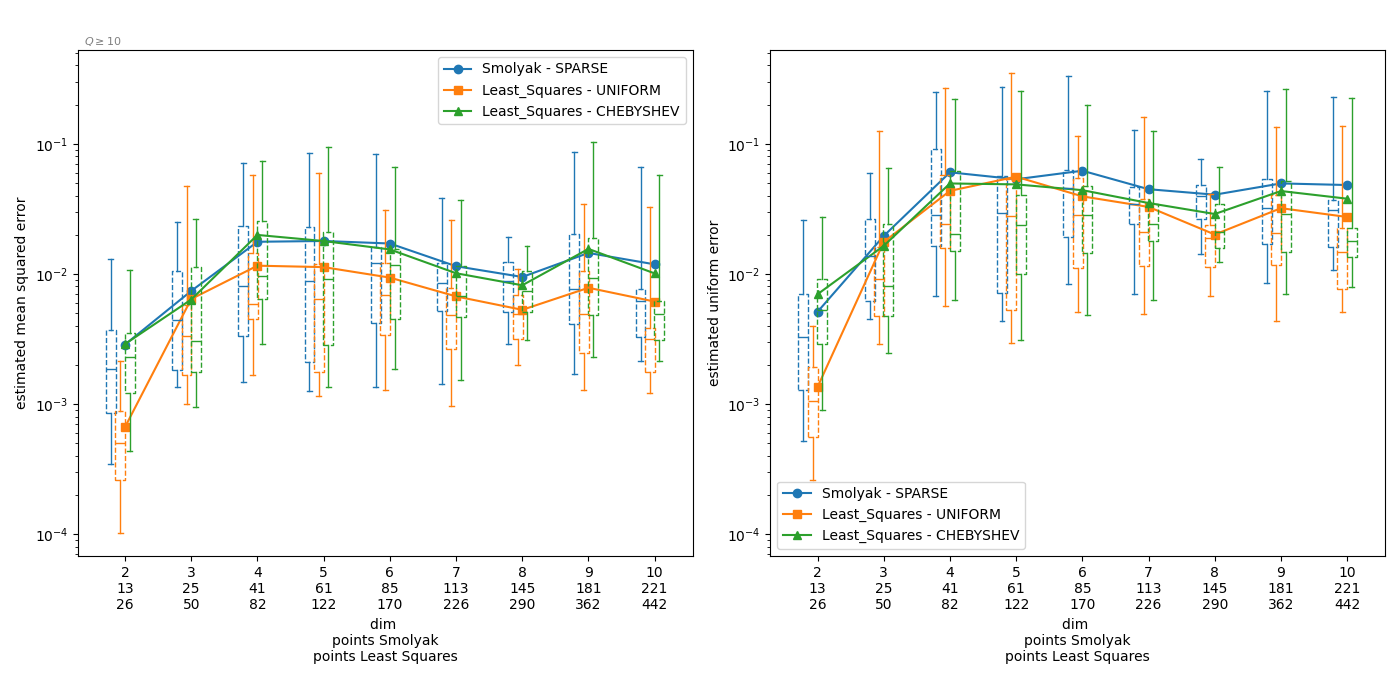 Q ≥ 10
Smolyak - SPARSE
Least_Squares - UNIFORM
Least_Squares - CHEBYSHEV
estimated mean squared error
10⁻¹
10⁻²
10⁻³
10⁻⁴
2 3 4 5 6 7 8 9 10
13 25 41 61 85 113 145 181 221
26 50 82 122 170 226 290 362 442
dim
points Smolyak
points Least Squares
estimated uniform error
10⁻¹
10⁻²
10⁻³
10⁻⁴
Smolyak - SPARSE
Least_Squares - UNIFORM
Least_Squares - CHEBYSHEV
2 3 4 5 6 7 8 9 10
13 25 41 61 85 113 145 181 221
26 50 82 122 170 226 290 362 442
dim
points Smolyak
points Least Squares